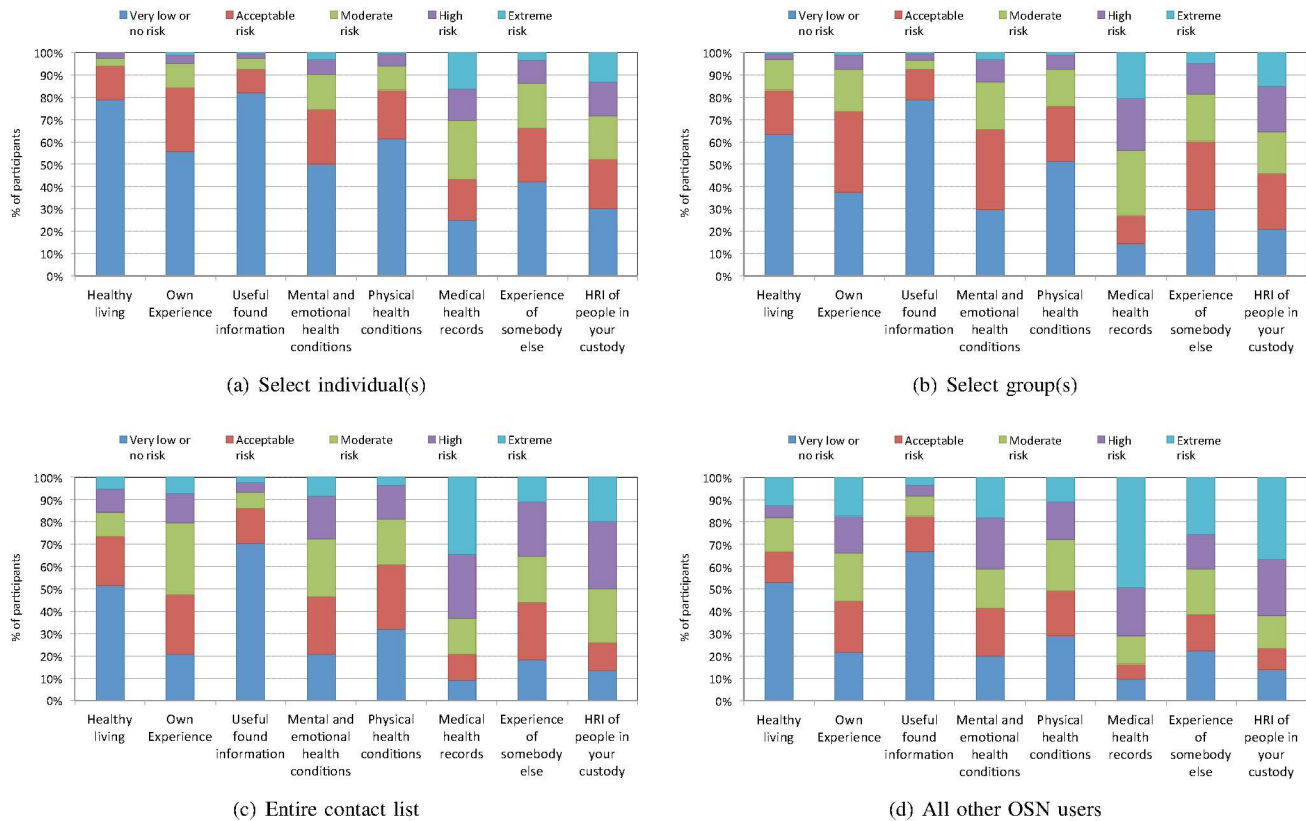 Very low or no risk
Acceptable risk
Moderate risk
High risk
Extreme risk
% of participants
100%
90%
80%
70%
60%
50%
40%
30%
20%
10%
0%
Healthy living
Own Experience
Useful found information
Mental and emotional health conditions
Physical health conditions
Medical health records
Experience of somebody else
HRI of people in your custody
(a) Select individual(s)
Very low or no risk
Acceptable risk
Moderate risk
High risk
Extreme risk
% of participants
100%
90%
80%
70%
60%
50%
40%
30%
20%
10%
0%
Healthy living
Own Experience
Useful found information
Mental and emotional health conditions
Physical health conditions
Medical health records
Experience of somebody else
HRI of people in your custody
(b) Select group(s)
Very low or no risk
Acceptable risk
Moderate risk
High risk
Extreme risk
% of participants
100%
90%
80%
70%
60%
50%
40%
30%
20%
10%
0%
Healthy living
Own Experience
Useful found information
Mental and emotional health conditions
Physical health conditions
Medical health records
Experience of somebody else
HRI of people in your custody
(c) Entire contact list
Very low or no risk
Acceptable risk
Moderate risk
High risk
Extreme risk
% of participants
100%
90%
80%
70%
60%
50%
40%
30%
20%
10%
0%
Healthy living
Own Experience
Useful found information
Mental and emotional health conditions
Physical health conditions
Medical health records
Experience of somebody else
HRI of people in your custody
(d) All other OSN users